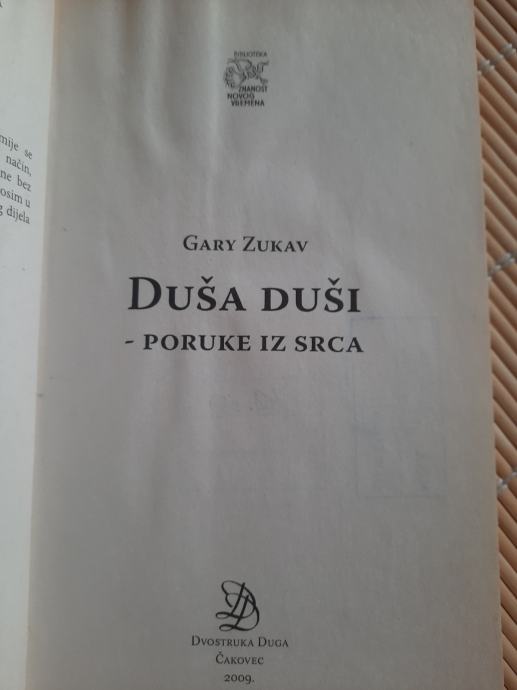 mije se
način,
ne bez
osim u
g dijela
BIBLIOTEKA
ZNANOST
NOVOG
VREMENA
GARY ZUKAV
DUŠA DUŠI
- PORUKE IZ SRCA
DVOSTRUKA DUGA
ČAKOVEC
2009.